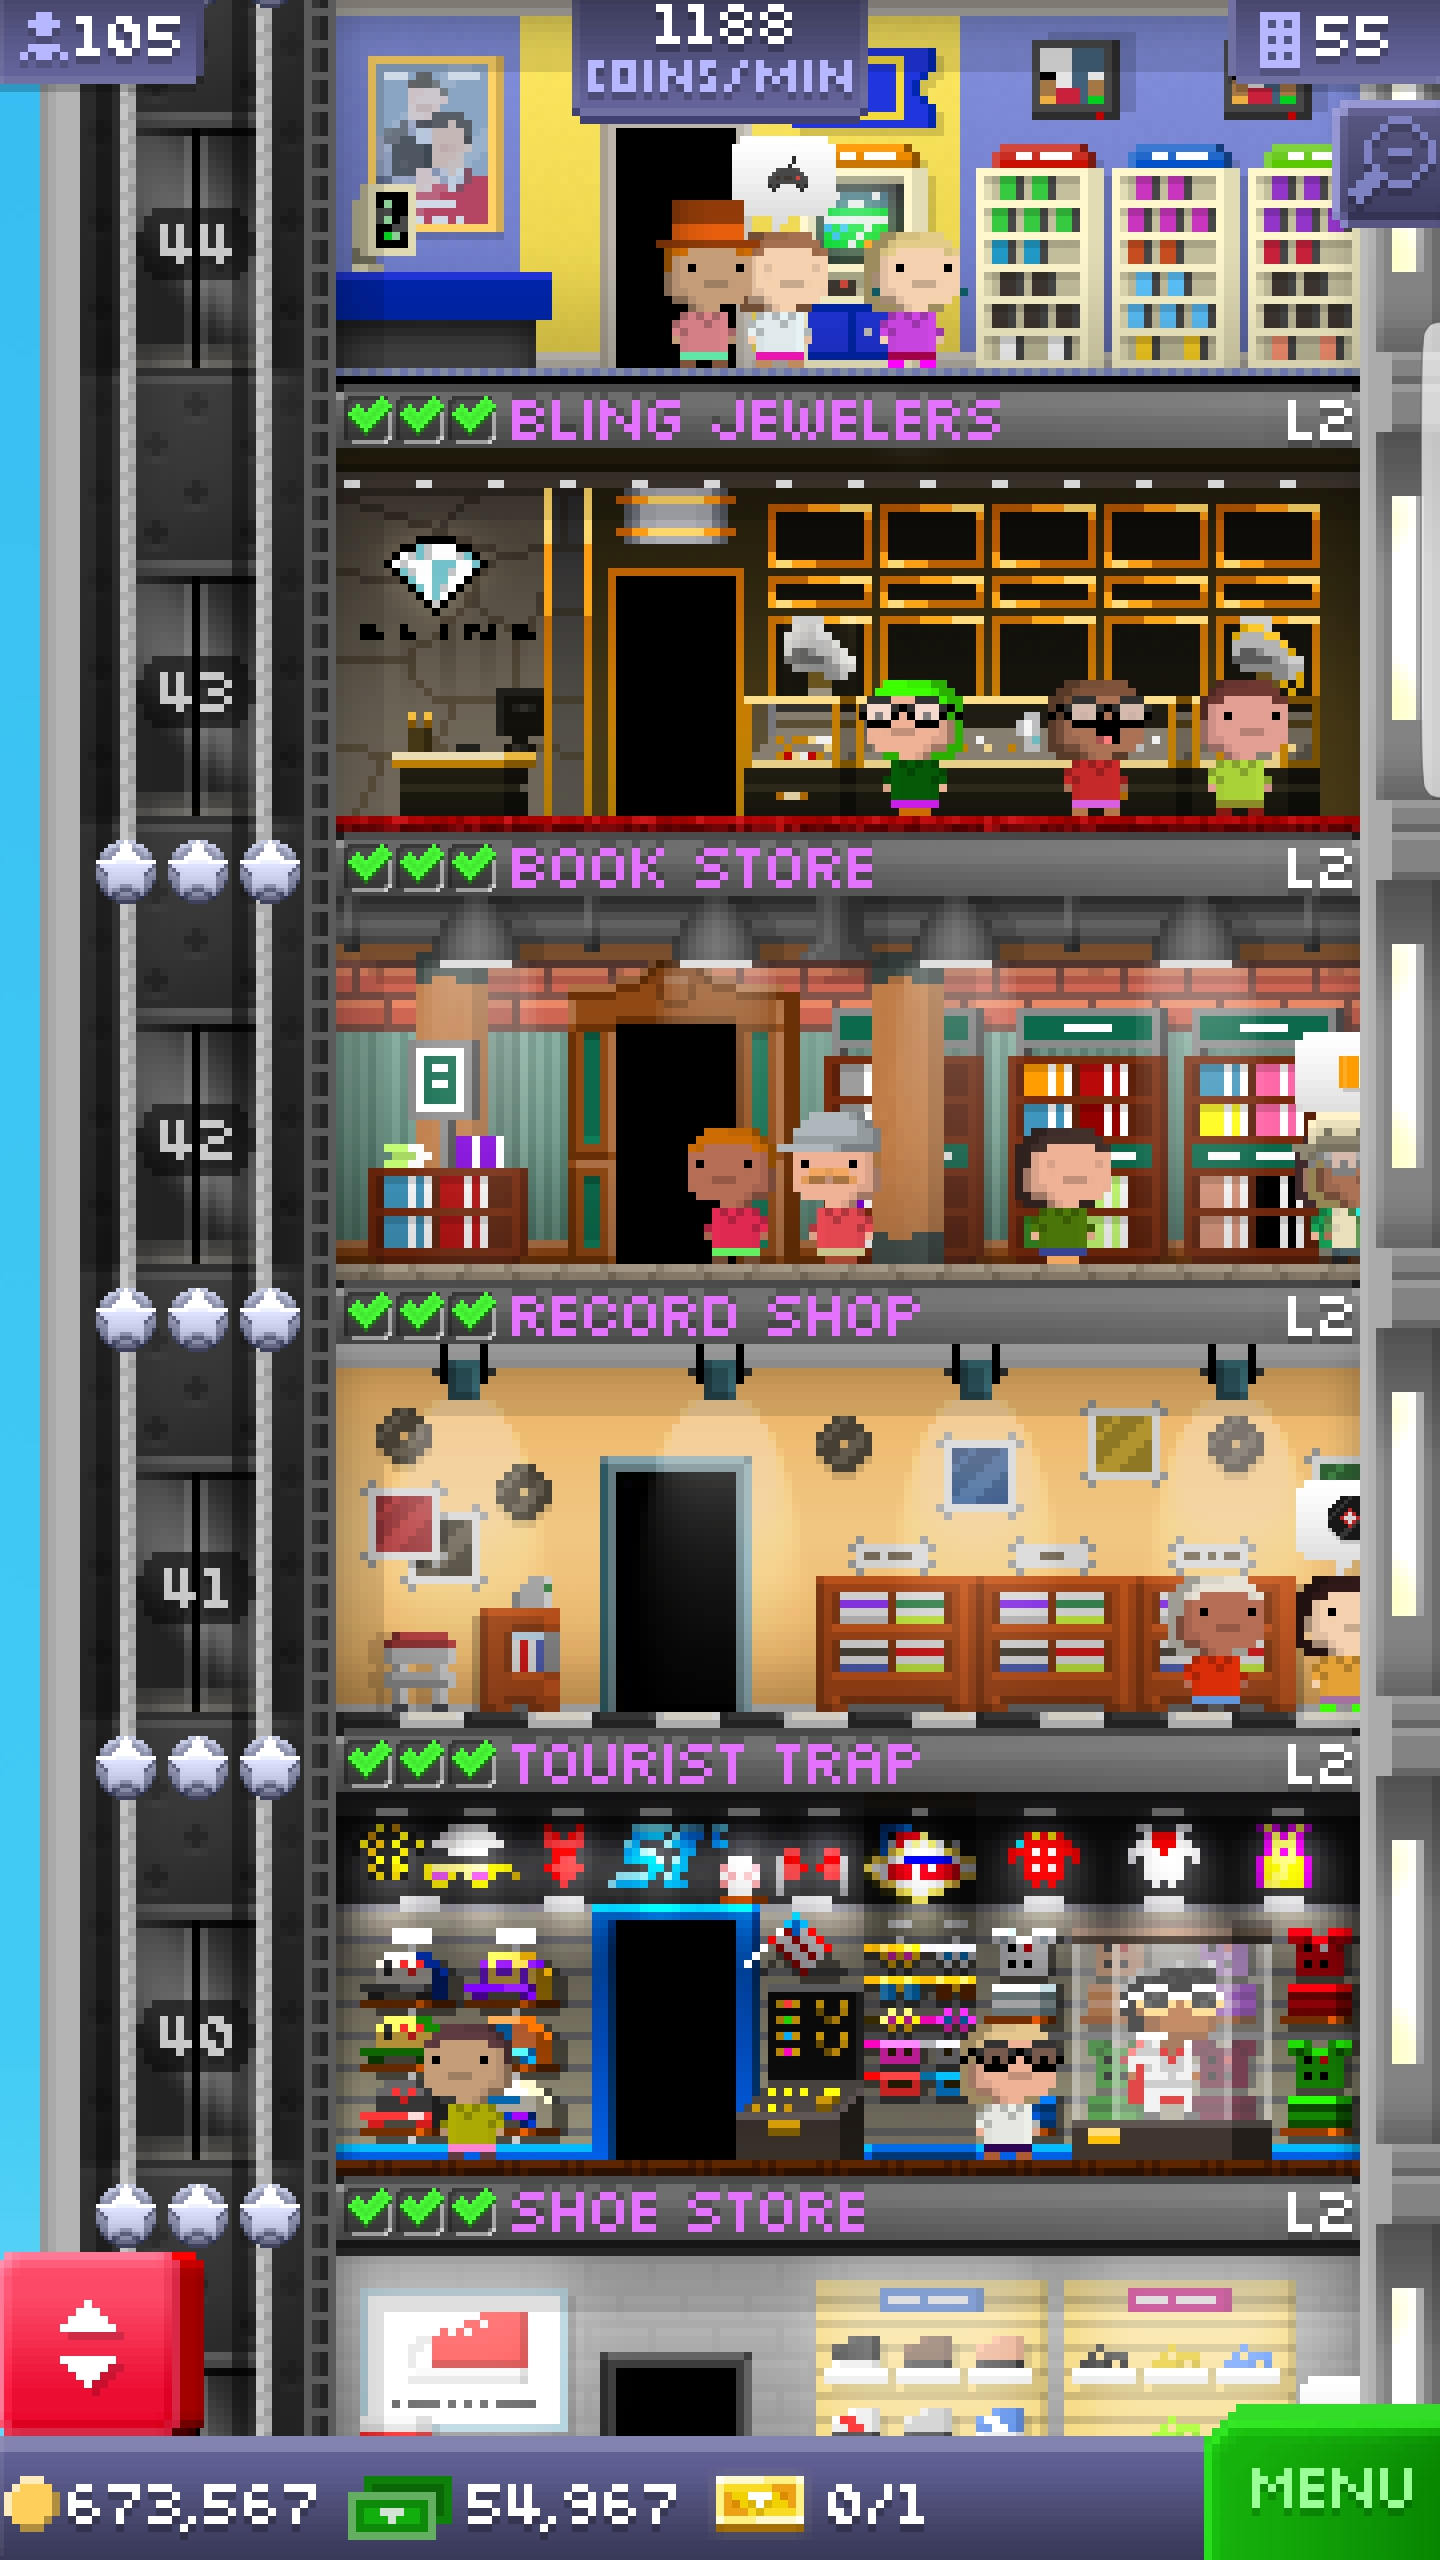 105
1188
COINS/MIN
55
44
BLING JEWELERS L2
BLING
43
BOOK STORE L2
42
RECORD SHOP L2
41
TOURIST TRAP L2
40
SHOE STORE L2
673,567 54,967 0/1
MENU